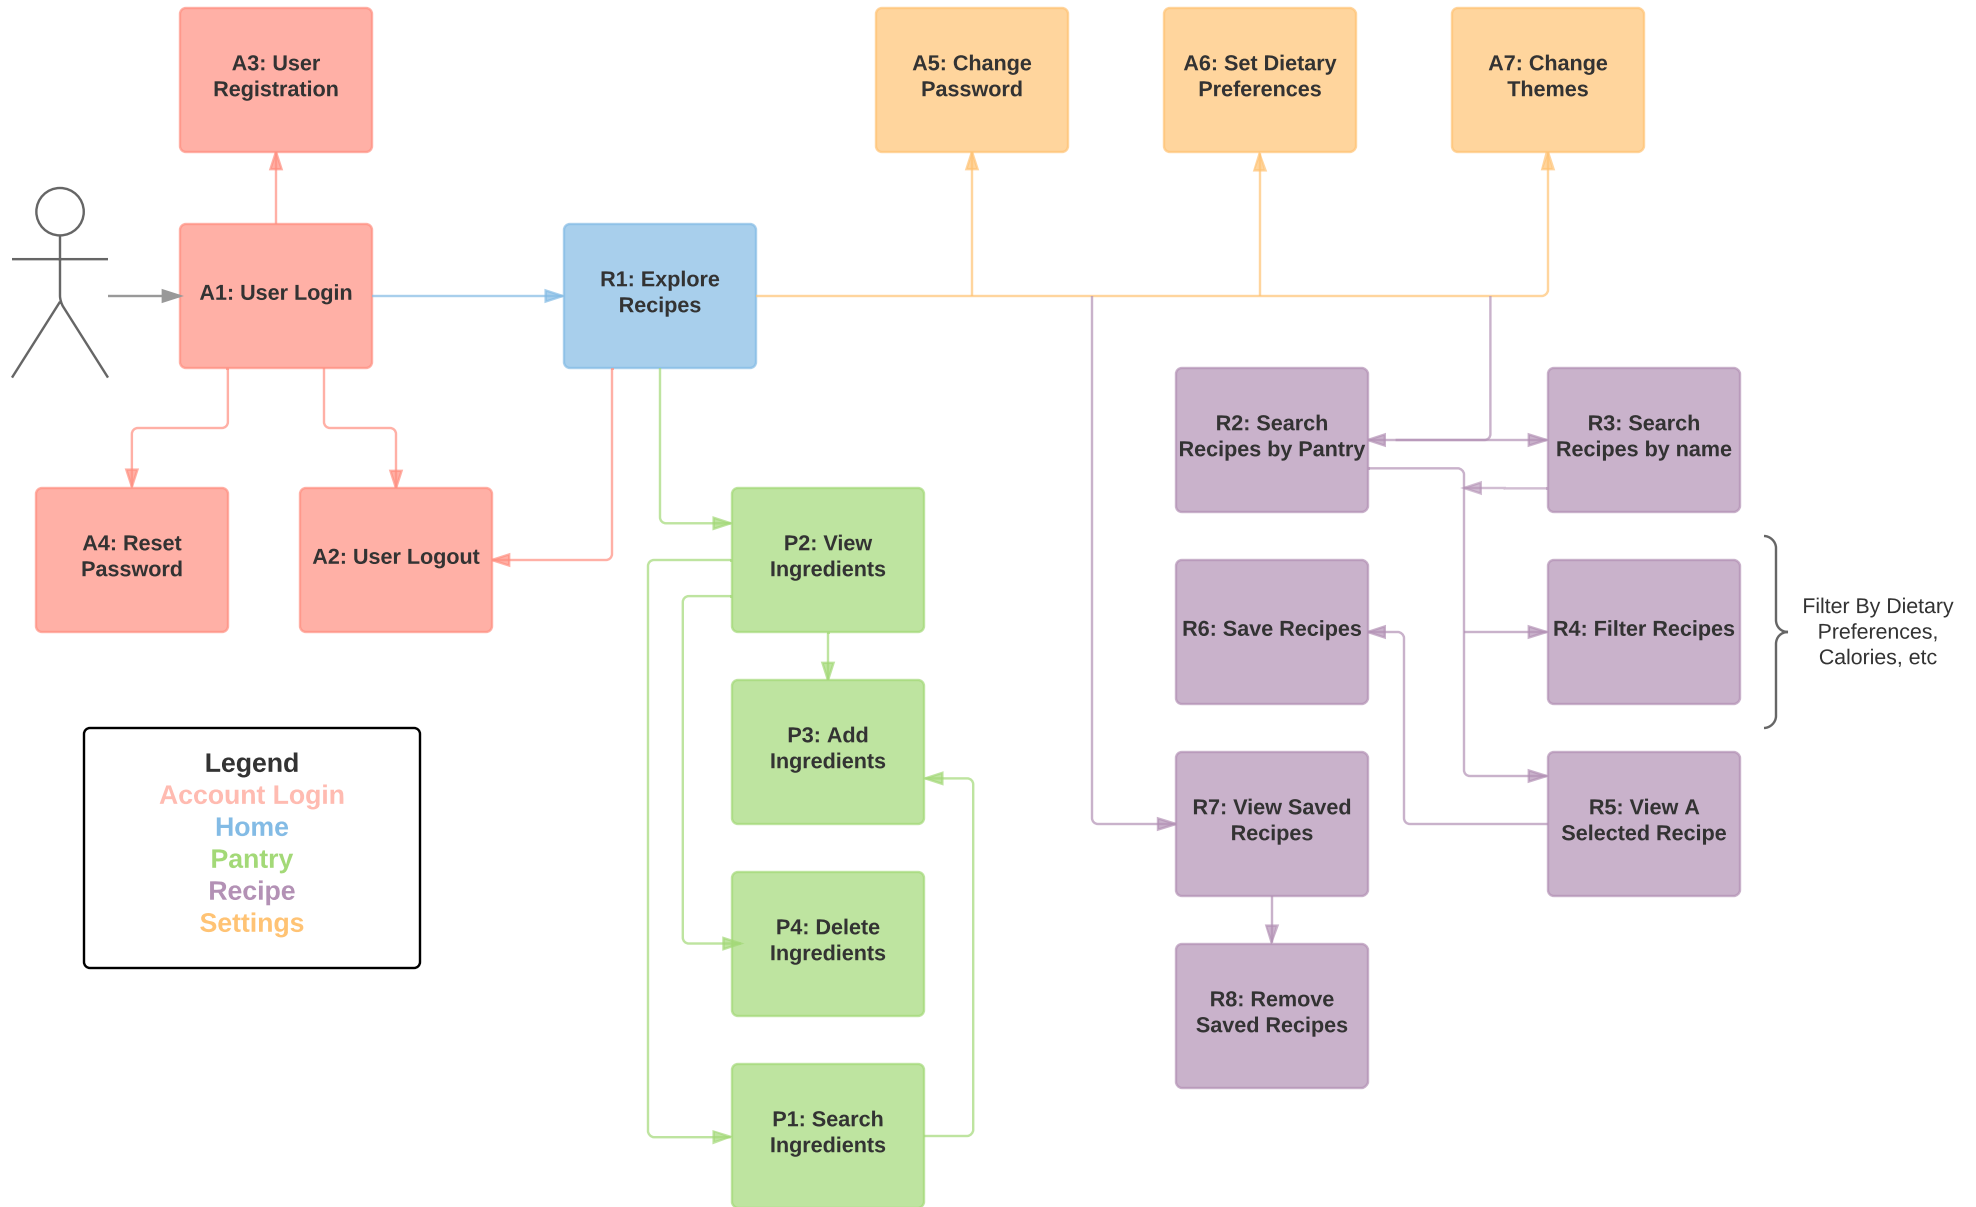 A3: User
Registration
A5: Change
Password
A6: Set Dietary
Preferences
A7: Change
Themes
A1: User Login
R1: Explore
Recipes
R2: Search
Recipes by Pantry
R3: Search
Recipes by name
A4: Reset
Password
A2: User Logout
P2: View
Ingredients
R6: Save Recipes
R4: Filter Recipes
Filter By Dietary
Preferences,
Calories, etc
P3: Add
Ingredients
R7: View Saved
Recipes
R5: View A
Selected Recipe
Legend
Account Login
Home
Pantry
Recipe
Settings
P4: Delete
Ingredients
R8: Remove
Saved Recipes
P1: Search
Ingredients